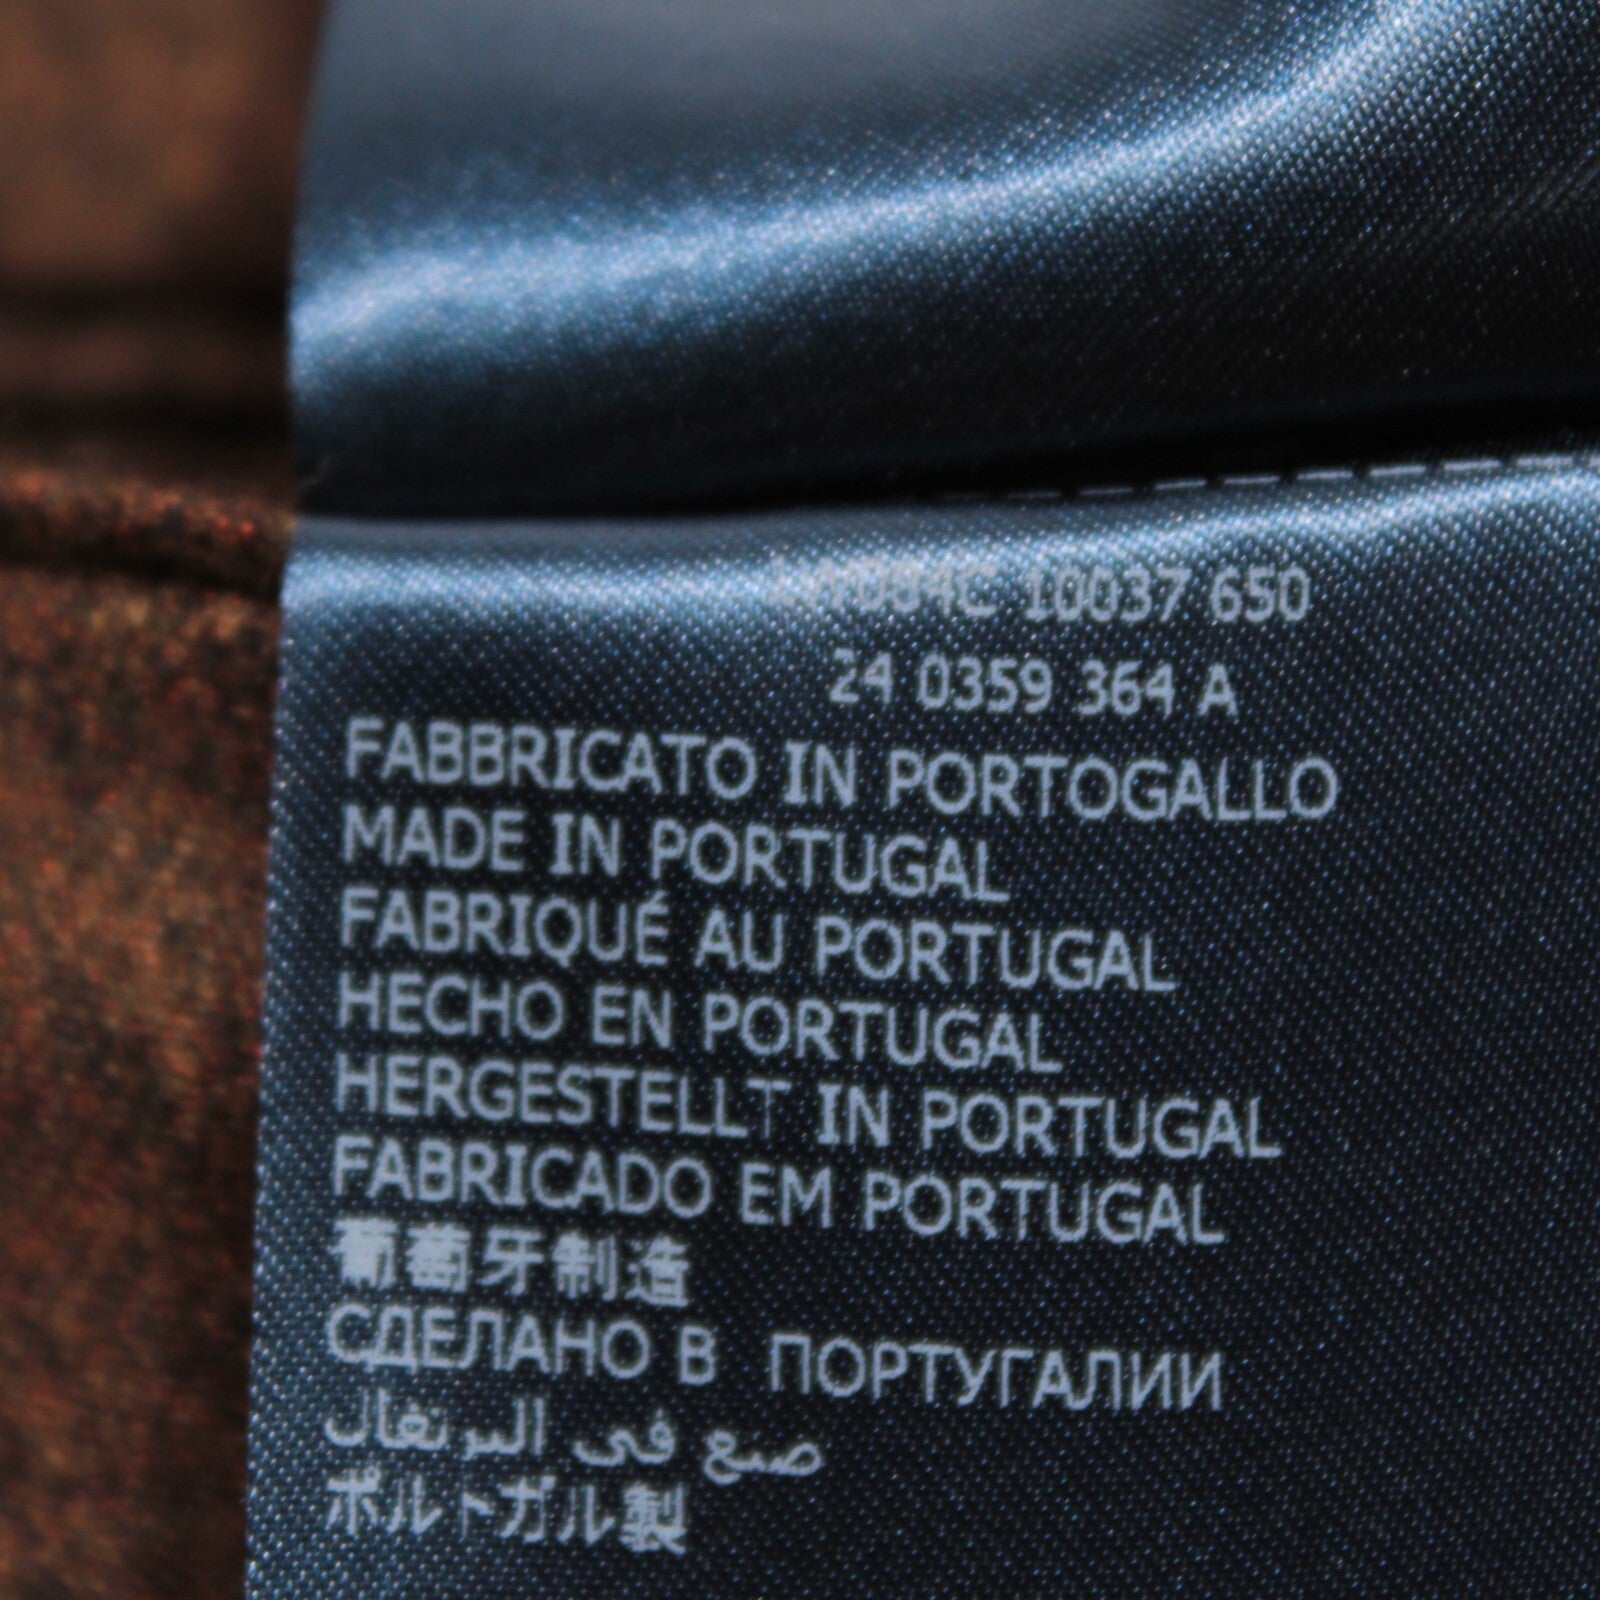 10037 650
24 0359 364 A
FABBRICATO IN PORTOGALLO
MADE IN PORTUGAL
FABRIQUÉ AU PORTUGAL
HECHO EN PORTUGAL
HERGESTELLT IN PORTUGAL
FABRICADO EM PORTUGAL
葡萄牙制造
СДЕЛАНО В ПОРТУГАЛИИ
صنع في البرتغال
ポルトガル製